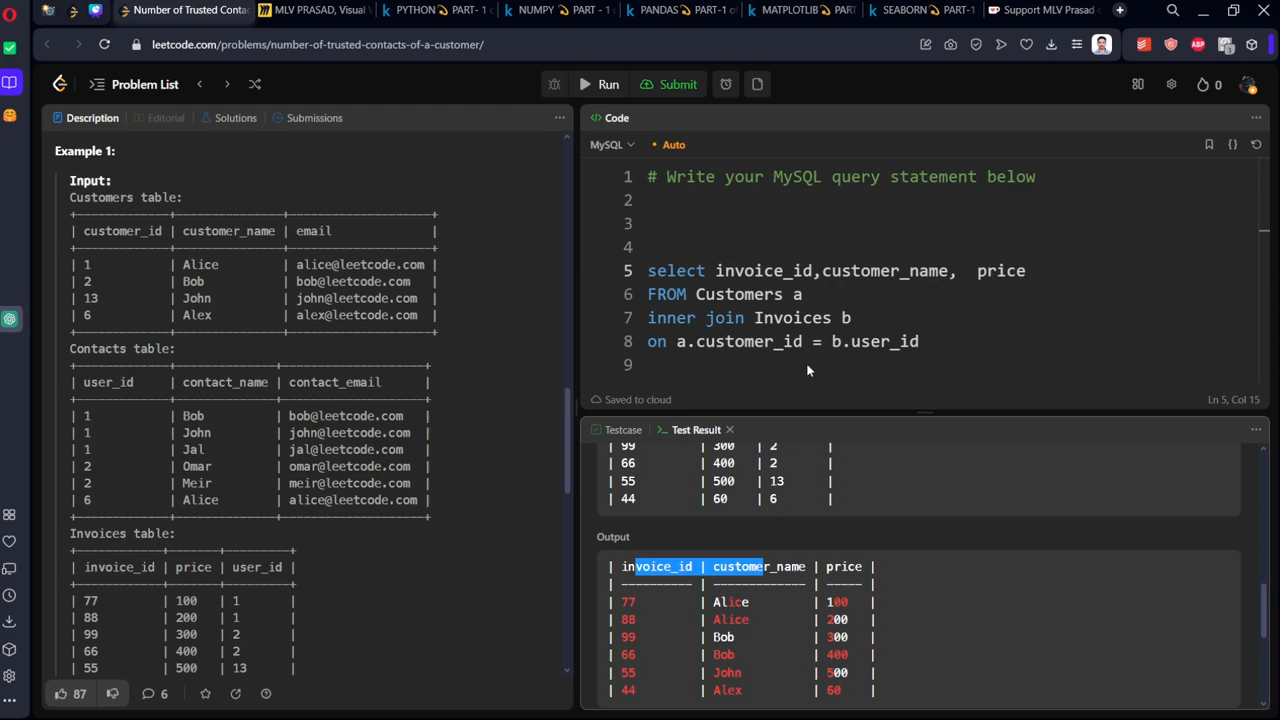 Number of Trusted Contac
MLV PRASAD, Visual
PYTHON PART- 1 o
NUMPY PART - 1
PANDAS PART-1 of
MATPLOTLIB PART
SEABORN PART-1
Support MLV Prasad
leetcode.com/problems/number-of-trusted-contacts-of-a-customer/
Problem List
Run
Submit
0
Description
Editorial
Solutions
Submissions
Example 1:
Input:
Customers table:
+-------------+---------------+--------------------+
| customer_id | customer_name | email |
+-------------+---------------+--------------------+
| 1 | Alice | alice@leetcode.com |
| 2 | Bob | bob@leetcode.com |
| 13 | John | john@leetcode.com |
| 6 | Alex | alex@leetcode.com |
+-------------+---------------+--------------------+
Contacts table:
+-------------+--------------+--------------------+
| user_id | contact_name | contact_email |
+-------------+--------------+--------------------+
| 1 | Bob | bob@leetcode.com |
| 1 | John | john@leetcode.com |
| 1 | Jal | jal@leetcode.com |
| 2 | Omar | omar@leetcode.com |
| 2 | Meir | meir@leetcode.com |
| 6 | Alice | alice@leetcode.com |
+-------------+--------------+--------------------+
Invoices table:
+------------+-------+---------+
| invoice_id | price | user_id |
+------------+-------+---------+
| 77 | 100 | 1 |
| 88 | 200 | 1 |
| 99 | 300 | 2 |
| 66 | 400 | 2 |
| 55 | 500 | 13 |
87
6
Code
MySQL
Auto
1 # Write your MySQL query statement below
2
3
4
5 select invoice_id,customer_name, price
6 FROM Customers a
7 inner join Invoices b
8 on a.customer_id = b.user_id
9
Saved to cloud
Ln 5, Col 15
Testcase
Test Result
| 99 | 300 | 2 |
| 66 | 400 | 2 |
| 55 | 500 | 13 |
| 44 | 60 | 6 |
Output
| invoice_id | customer_name | price |
| ---------- | ------------- | ----- |
| 77 | Alice | 100 |
| 88 | Alice | 200 |
| 99 | Bob | 300 |
| 66 | Bob | 400 |
| 55 | John | 500 |
| 44 | Alex | 60 |